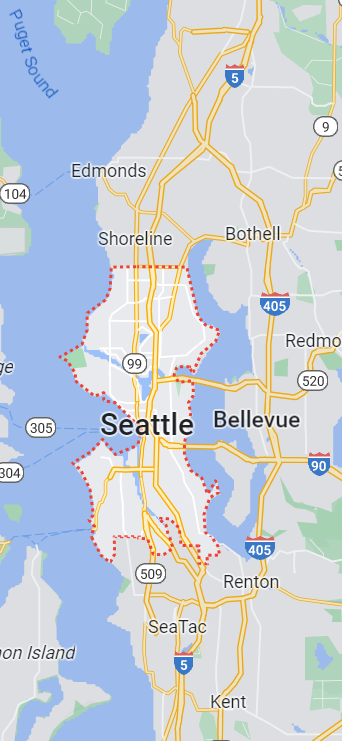 Puget Sound
5
9
5
Edmonds
104
Shoreline
Bothell
405
Redmo
ge
99
520
Seattle
Bellevue
305
90
304
405
509
Renton
SeaTac
on Island
5
Kent